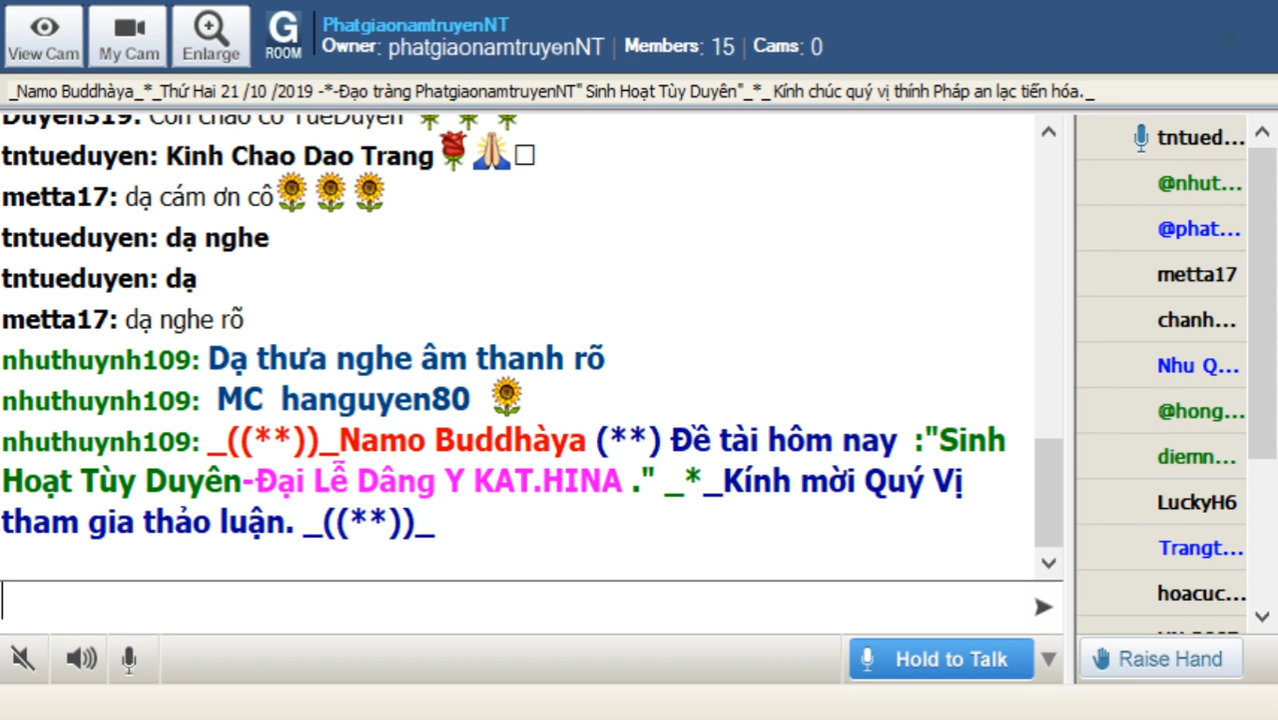 View Cam
My Cam
Enlarge
G
ROOM
PhatgiaonamtruyenNT
Owner: phatgiaonamtruyenNT | Members: 15 | Cams: 0
_Namo Buddhàya_*_Thứ Hai 21 /10 /2019 -*-Đạo tràng PhatgiaonamtruyenNT" Sinh Hoạt Tùy Duyên"_*_ Kính chúc quý vị thính Pháp an lạc tiến hóa._
Duyen319: Con chào cô TueDuyen
tntueduyen: Kinh Chao Dao Trang
metta17: dạ cám ơn cô
tntueduyen: dạ nghe
tntueduyen: dạ
metta17: dạ nghe rõ
nhuthuynh109: Dạ thưa nghe âm thanh rõ
nhuthuynh109: MC hanguyen80
nhuthuynh109: _((**))_Namo Buddhàya (**) Đề tài hôm nay :"Sinh
Hoạt Tùy Duyên-Đại Lễ Dâng Y KAT.HINA ." _*_Kính mời Quý Vị
tham gia thảo luận. _((**))_
tntued...
@nhut...
@phat...
metta17
chanh...
Nhu Q...
@hong...
diemn...
LuckyH6
Trangt...
hoacuc...
Hold to Talk
Raise Hand